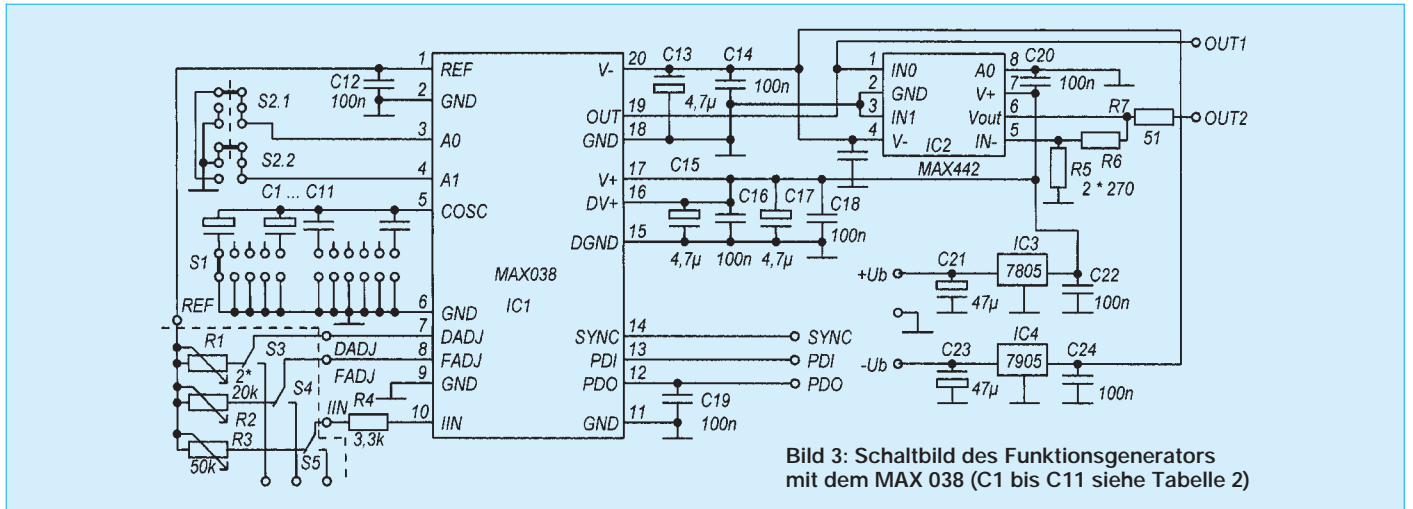 1
REF
C12
100n
2
GND
S2.1
3
A0
S2.2
4
A1
C1 ... C11
5
COSC
S1
6
GND
REF
7
DADJ
DADJ
8
FADJ
FADJ
9
GND
R1
S3
2*
20k
S4
R2
IIN
R4
10
IIN
R3
3,3k
50k
S5
MAX038
IC1
20
V-
C13
C14
4,7µ
100n
19
OUT
18
GND
17
V+
C15
16
DV+
C16
C17
C18
100n
15
DGND
4,7µ
100n
4,7µ
14
SYNC
SYNC
13
PDI
PDI
12
PDO
PDO
C19
100n
11
GND
1
IN0
2
GND
3
IN1
4
V-
8
A0
7
V+
6
Vout
5
IN-
IC2
MAX442
C20
100n
OUT1
R7
51
OUT2
R6
R5
2 * 270
+Ub
C21
47µ
IC3
7805
C22
100n
-Ub
C23
47µ
IC4
7905
C24
100n
Bild 3: Schaltbild des Funktionsgenerators
mit dem MAX 038 (C1 bis C11 siehe Tabelle 2)